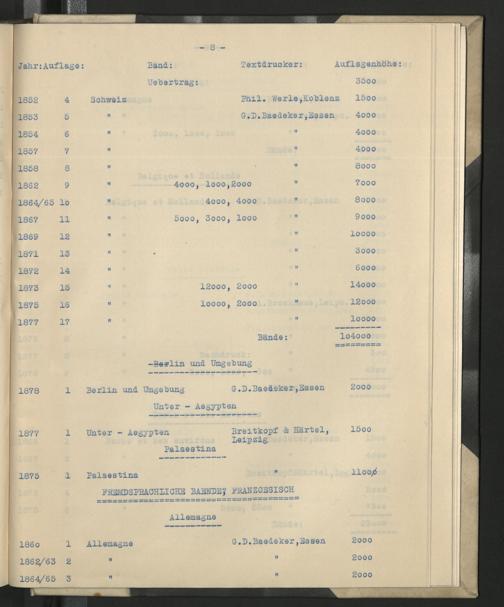 - 8 -
Jahr: Auflage: Band: Textdrucker: Auflagenhöhe:
Uebertrag: 3500
1852 4 Schweiz Phil. Werle,Koblenz 1500
1853 5 " G.D.Baedeker,Essen 4000
1854 6 " " 4000
1857 7 " " 4000
1858 8 " " 8000
1862 9 " 4000, 1000,2000 " 7000
1864/65 10 " 4000, 4000 " 8000
1867 11 " 5000, 3000, 1000 " 9000
1869 12 " " 10000
1871 13 " " 3000
1872 14 " " 6000
1873 15 " 12000, 2000 " 14000
1875 16 " 10000, 2000 " 12000
1877 17 " " 10000
Bände: 104000
Berlin und Umgebung
1878 1 Berlin und Umgebung G.D.Baedeker,Essen 2000
Unter - Aegypten
1877 1 Unter - Aegypten Breitkopf & Härtel, 1500
Leipzig
Palaestina
1875 1 Palaestina " 1100
FREMDSPRACHLICHE BAENDE; FRANZOESISCH
Allemagne
1860 1 Allemagne G.D.Baedeker,Essen 2000
1862/63 2 " " 2000
1864/65 3 " " 2000